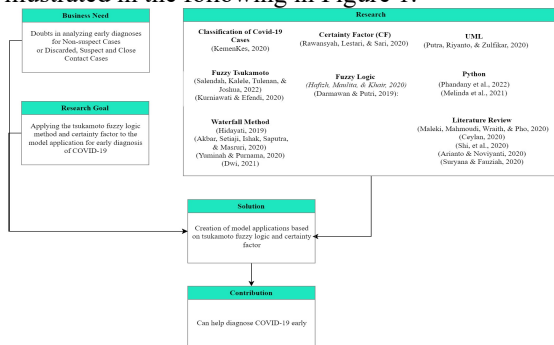 illustrated in the following in Figure 1.
Business Need
Doubts in analyzing early diagnoses
for Non-suspect Cases
or Discarded, Suspect and Close
Contact Cases
Research Goal
Applying the tsukamoto fuzzy logic
method and certainty factor to the
model application for early diagnosis
of COVID-19
Research
Classification of Covid-19
Cases
(KemenKes, 2020)
Fuzzy Tsukamoto
(Salendah, Kalele, Tulenan, &
Joshua, 2022)
(Kurniawati & Efendi, 2020)
Waterfall Method
(Hidayati, 2019)
(Akbar, Setiaji, Ishak, Saputra,
& Masruri, 2020)
(Yuminah & Purnama, 2020)
(Dwi, 2021)
Certainty Factor (CF)
(Rawansyah, Lestari, & Sari, 2020)
Fuzzy Logic
(Hafizh, Maulita, & Khair, 2020)
(Darmawan & Putri, 2019):
UML
(Putra, Riyanto, & Zulfikar, 2020)
Python
(Phandany et al., 2022)
(Melinda et al., 2021)
Literature Review
(Maleki, Mahmoudi, Wraith, & Pho, 2020)
(Ceylan, 2020)
(Shi, et al., 2020)
(Arianto & Noviyanti, 2020)
(Suryana & Fauziah, 2020)
Solution
Creation of model applications based
on tsukamoto fuzzy logic and certainty
factor
Contribution
Can help diagnose COVID-19 early